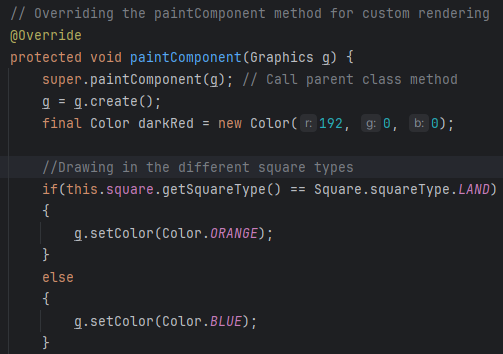 // Overriding the paintComponent method for custom rendering
@Override
protected void paintComponent(Graphics g) {
super.paintComponent(g); // Call parent class method
g = g.create();
final Color darkRed = new Color( r: 192, g: 0, b: 0);
//Drawing in the different square types
if(this.square.getSquareType() == Square.squareType.LAND)
{
g.setColor(Color.ORANGE);
}
else
{
g.setColor(Color.BLUE);
}